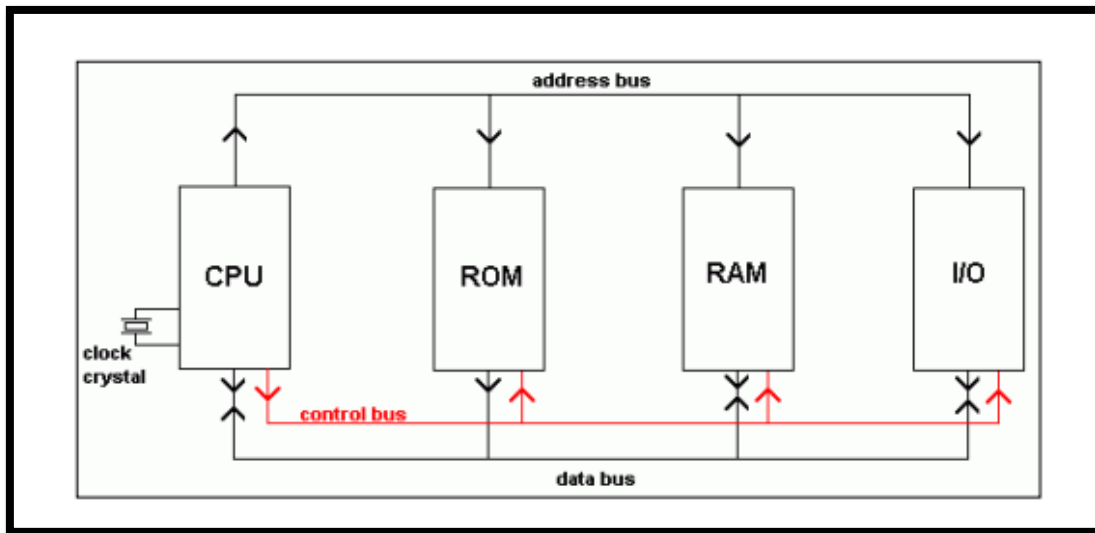 address bus
CPU
ROM
RAM
I/O
clock
crystal
control bus
data bus